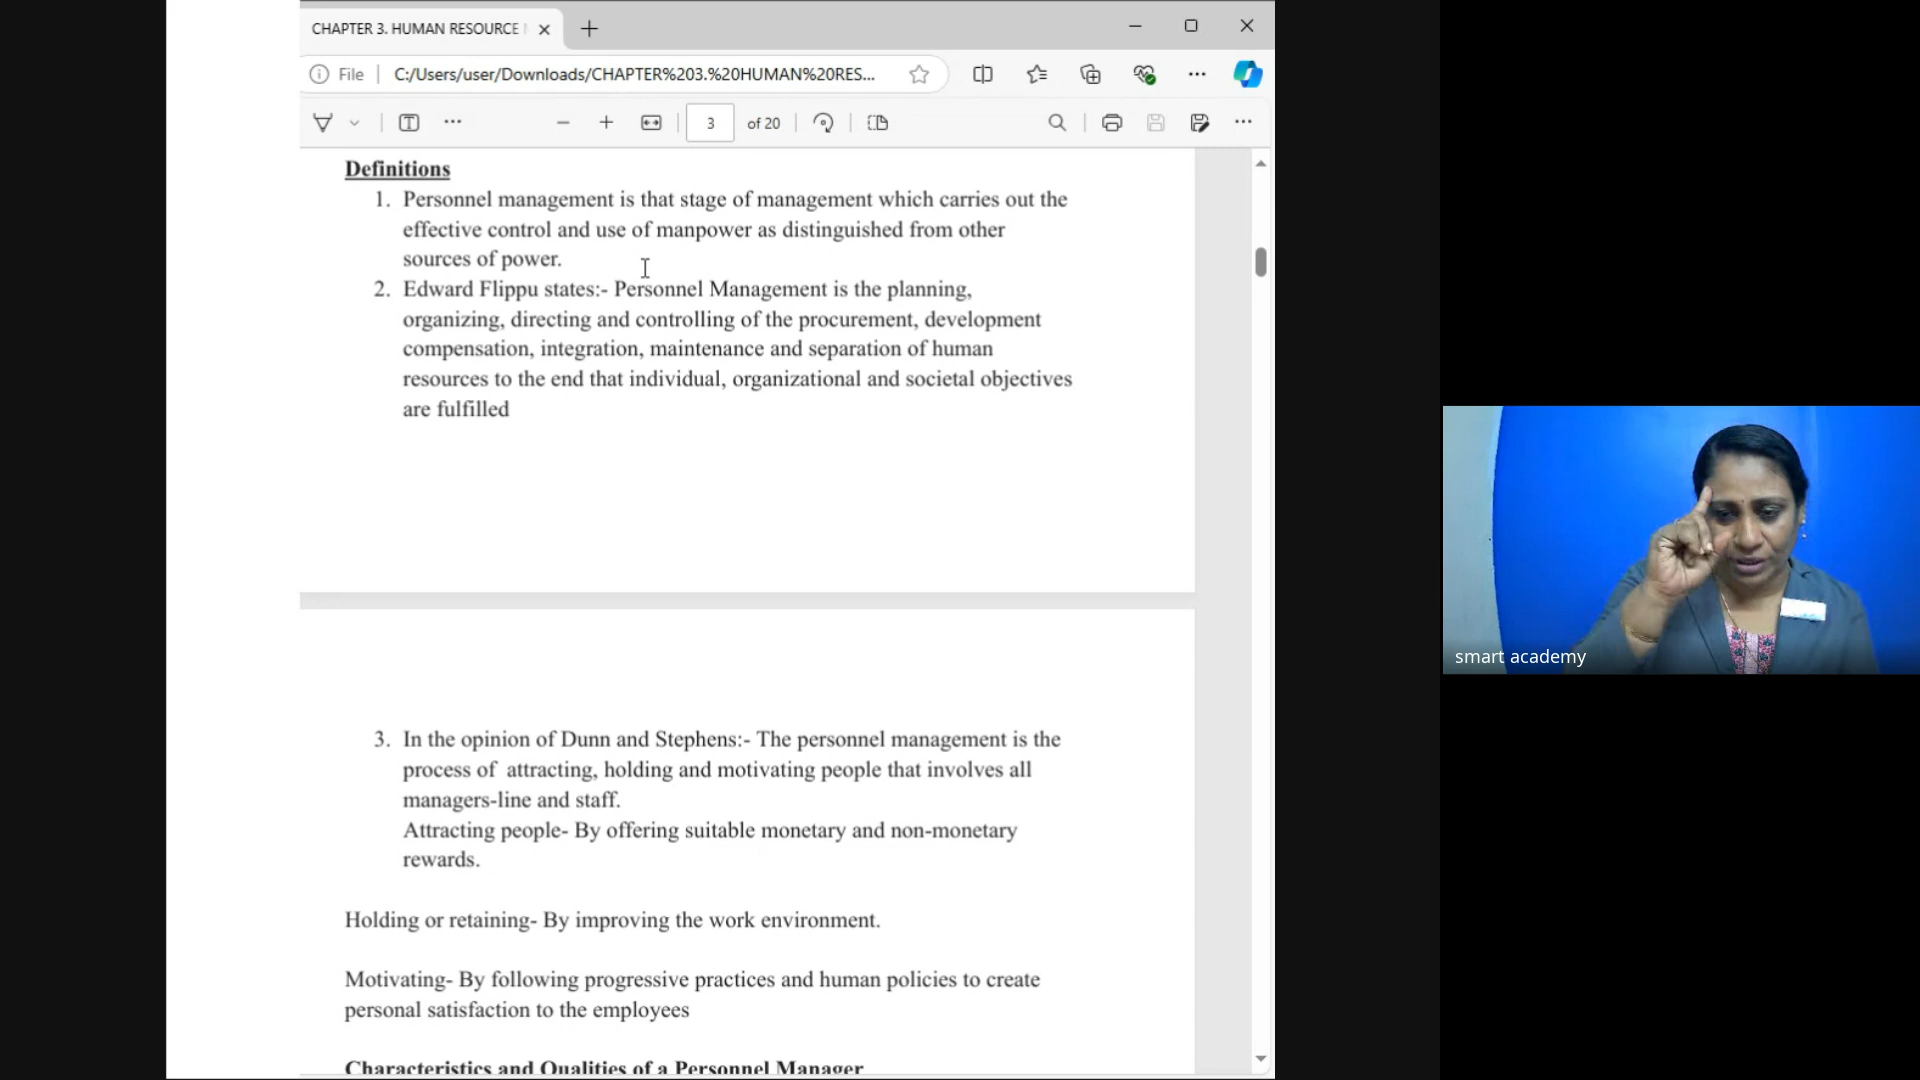 CHAPTER 3. HUMAN RESOURCE
File
C:/Users/user/Downloads/CHAPTER%203.%20HUMAN%20RES...
3 of 20
Definitions
1. Personnel management is that stage of management which carries out the
effective control and use of manpower as distinguished from other
sources of power.
2. Edward Flippu states:- Personnel Management is the planning,
organizing, directing and controlling of the procurement, development
compensation, integration, maintenance and separation of human
resources to the end that individual, organizational and societal objectives
are fulfilled
3. In the opinion of Dunn and Stephens:- The personnel management is the
process of attracting, holding and motivating people that involves all
managers-line and staff.
Attracting people- By offering suitable monetary and non-monetary
rewards.
Holding or retaining- By improving the work environment.
Motivating- By following progressive practices and human policies to create
personal satisfaction to the employees
Characteristics and Qualities of a Personnel Manager
smart academy